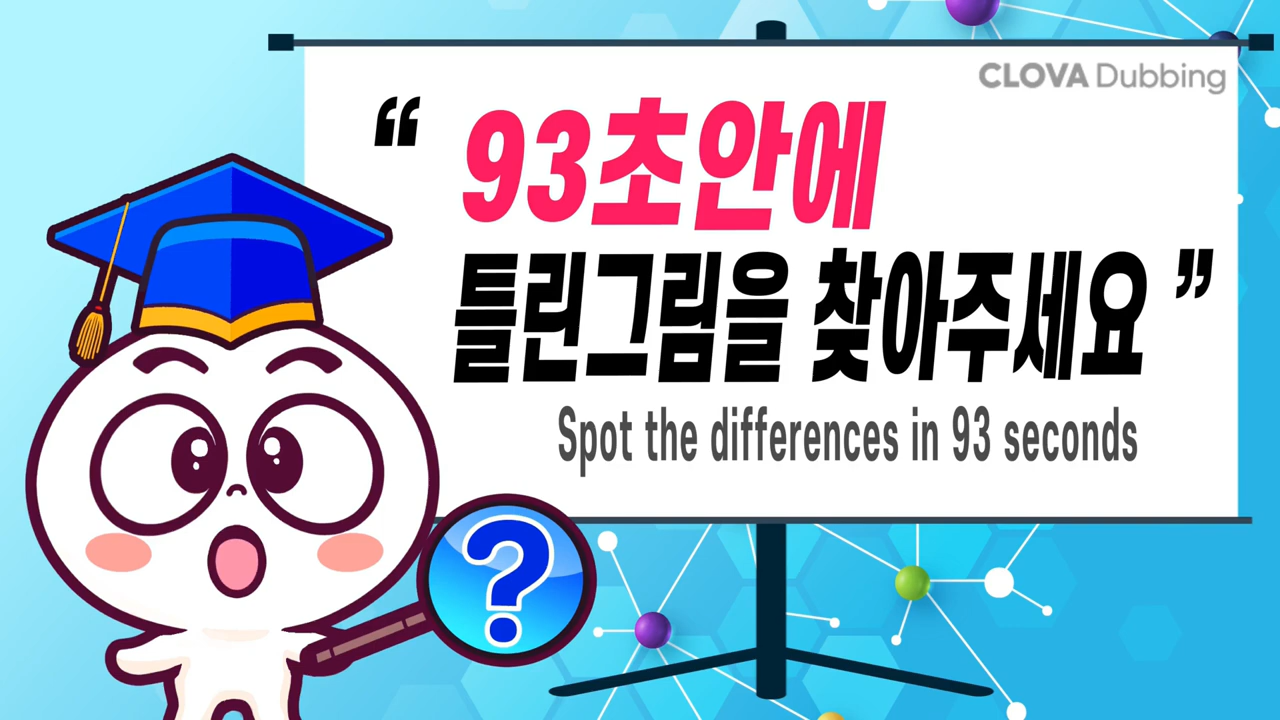 CLOVA Dubbing
“ 93초안에
틀린그림을 찾아주세요 ”
Spot the differences in 93 seconds
?